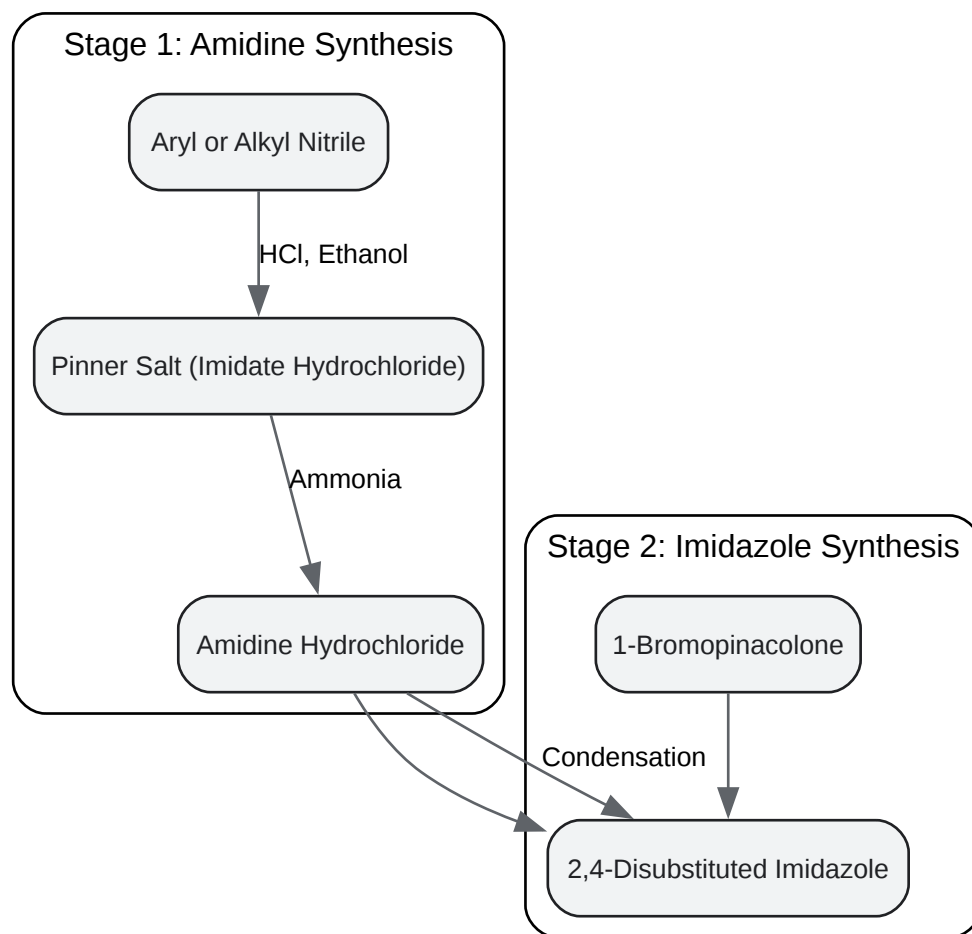 Stage 1: Amidine Synthesis
Aryl or Alkyl Nitrile
HCl, Ethanol
Pinner Salt (Imidate Hydrochloride)
Ammonia
Amidine Hydrochloride
Stage 2: Imidazole Synthesis
1-Bromopinacolone
Condensation
2,4-Disubstituted Imidazole